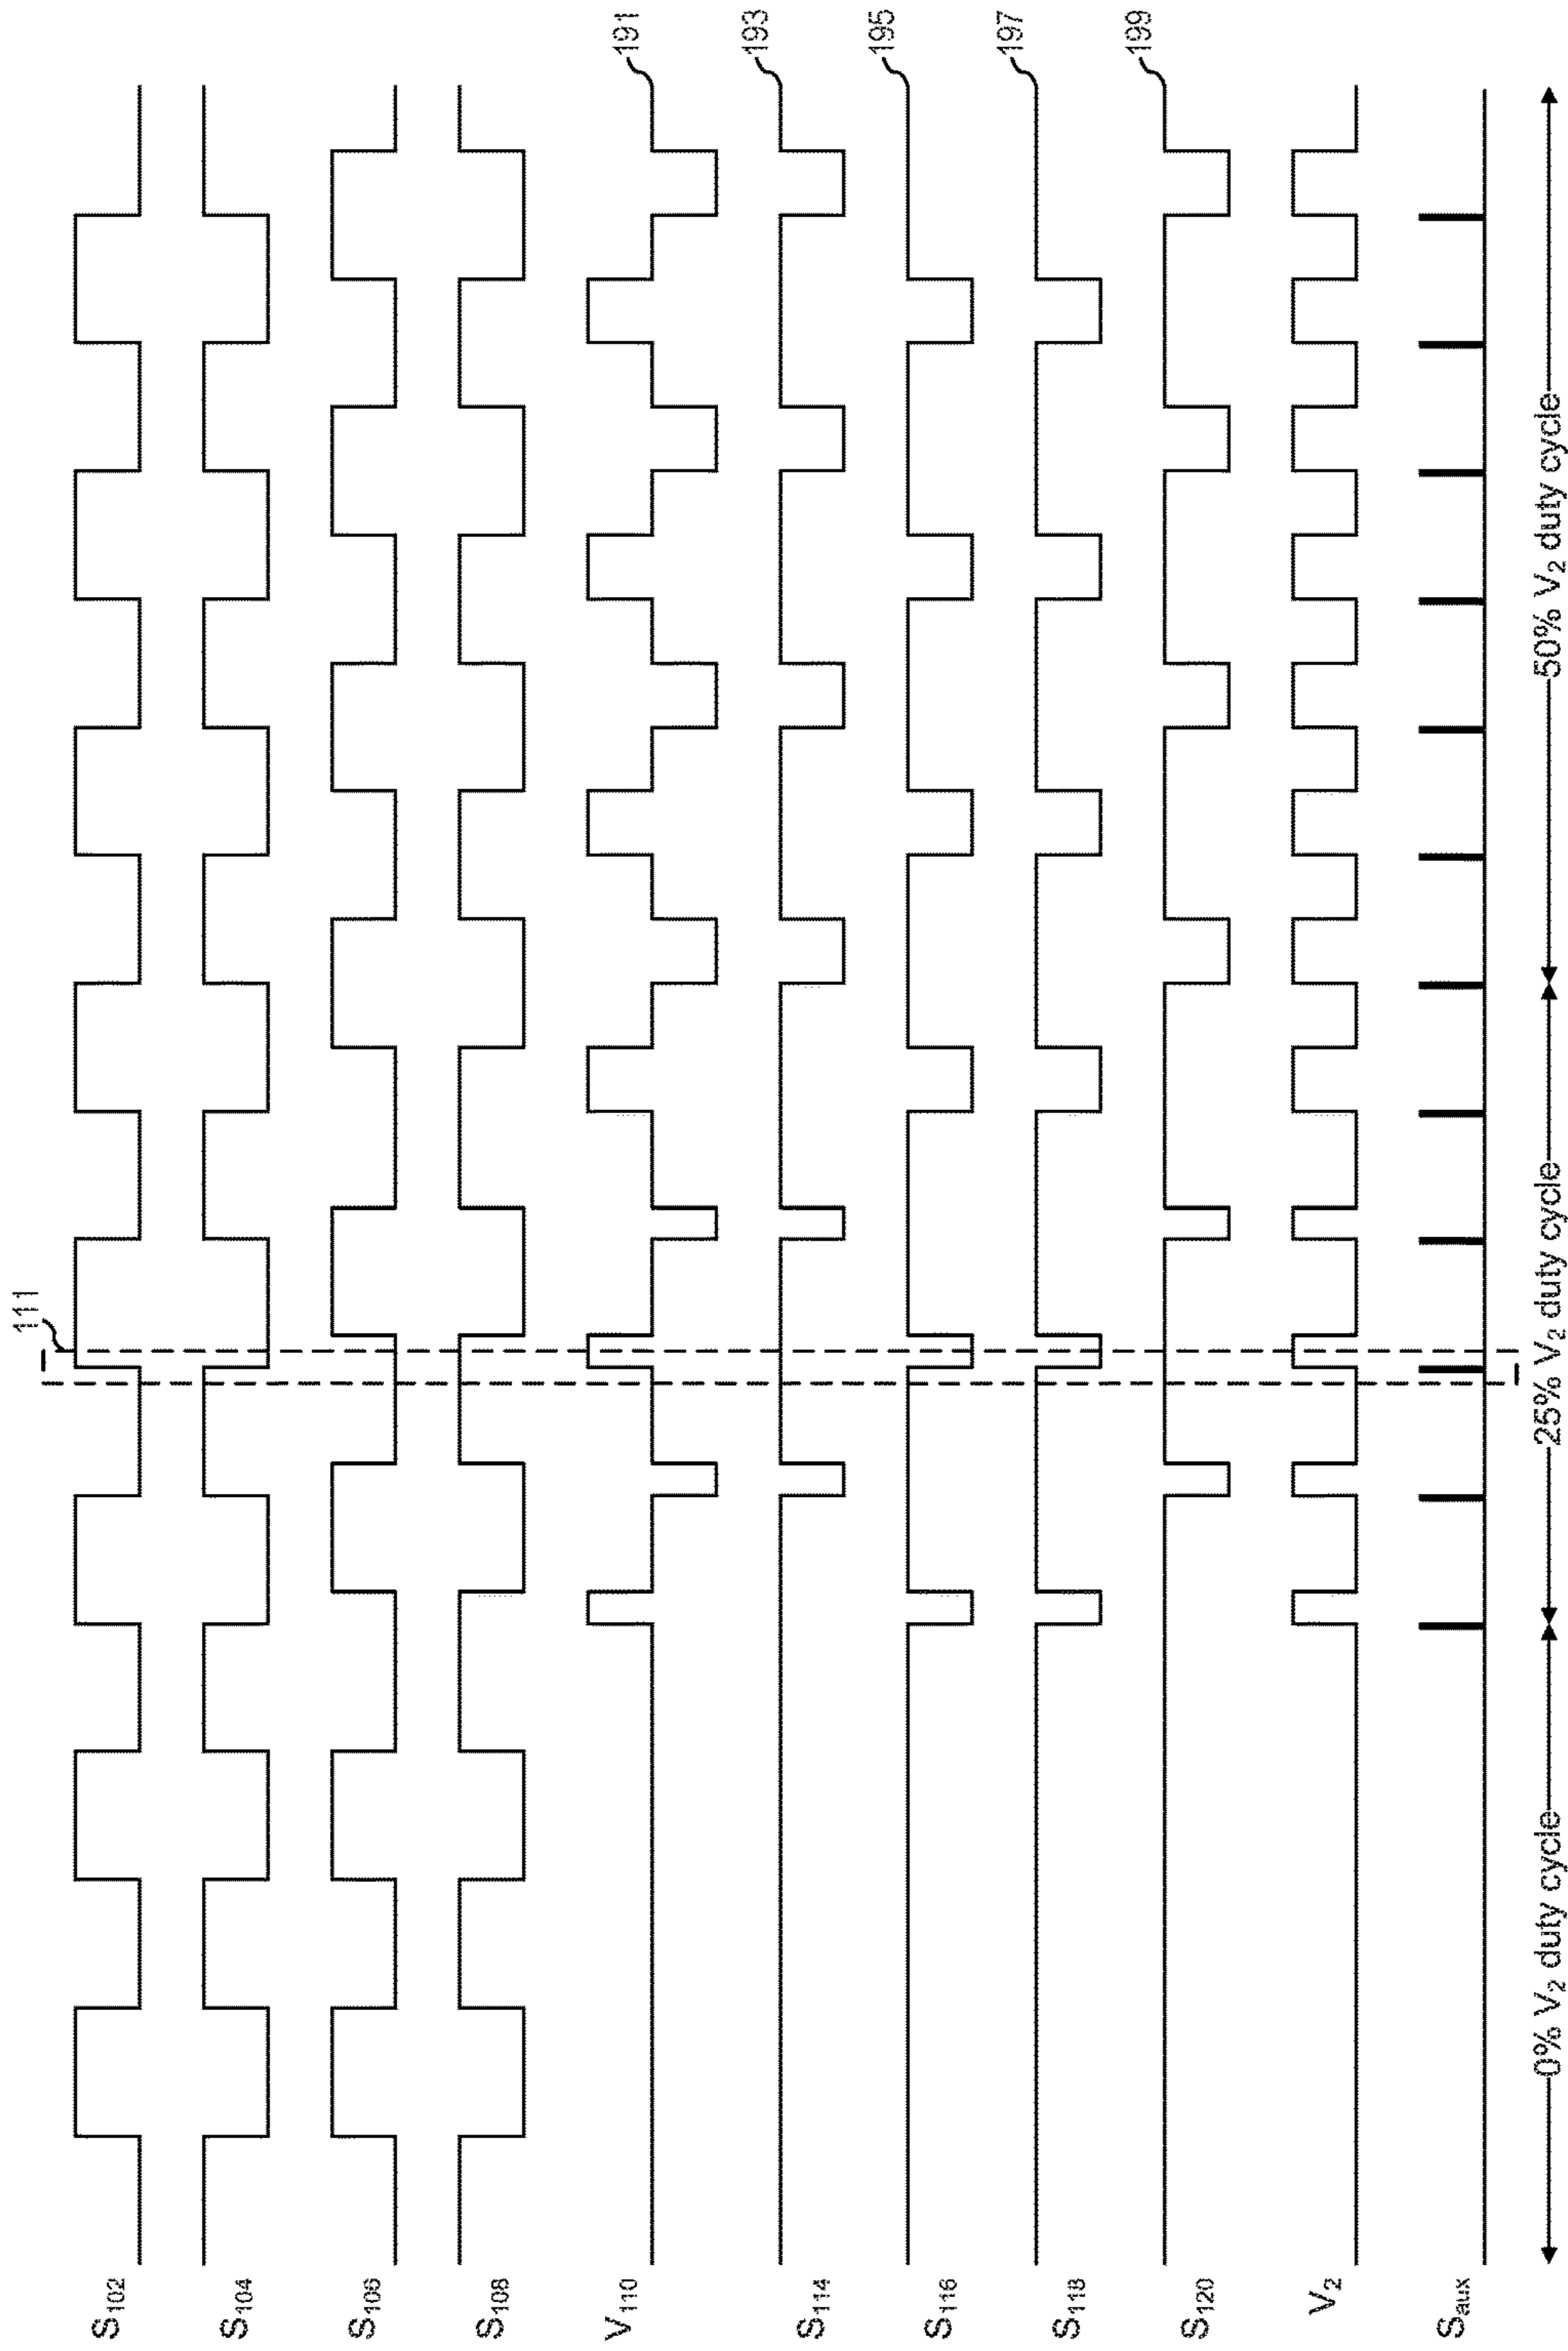 S₁₀₂
S₁₀₄
S₁₀₆
S₁₀₈
V₁₁₀
S₁₁₄
S₁₁₆
S₁₁₈
S₁₂₀
V₂
Sₐᵤₓ
111
191
193
195
197
199
0% V₂ duty cycle
25% V₂ duty cycle
50% V₂ duty cycle